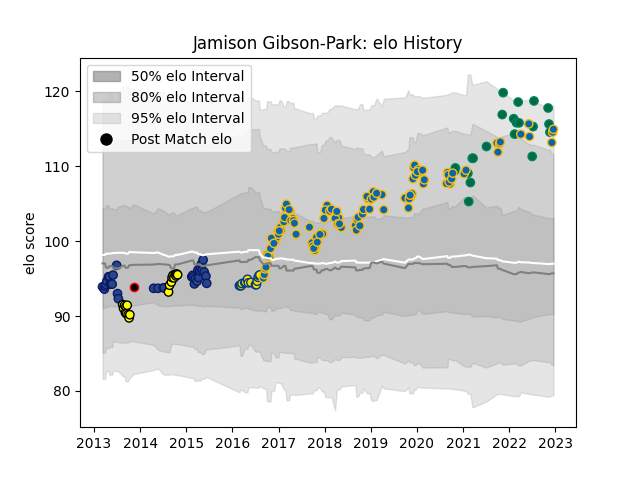 Jamison Gibson-Park: elo History
50% elo Interval
80% elo Interval
95% elo Interval
Post Match elo
elo score
120
110
100
90
80
2013 2014 2015 2016 2017 2018 2019 2020 2021 2022 2023